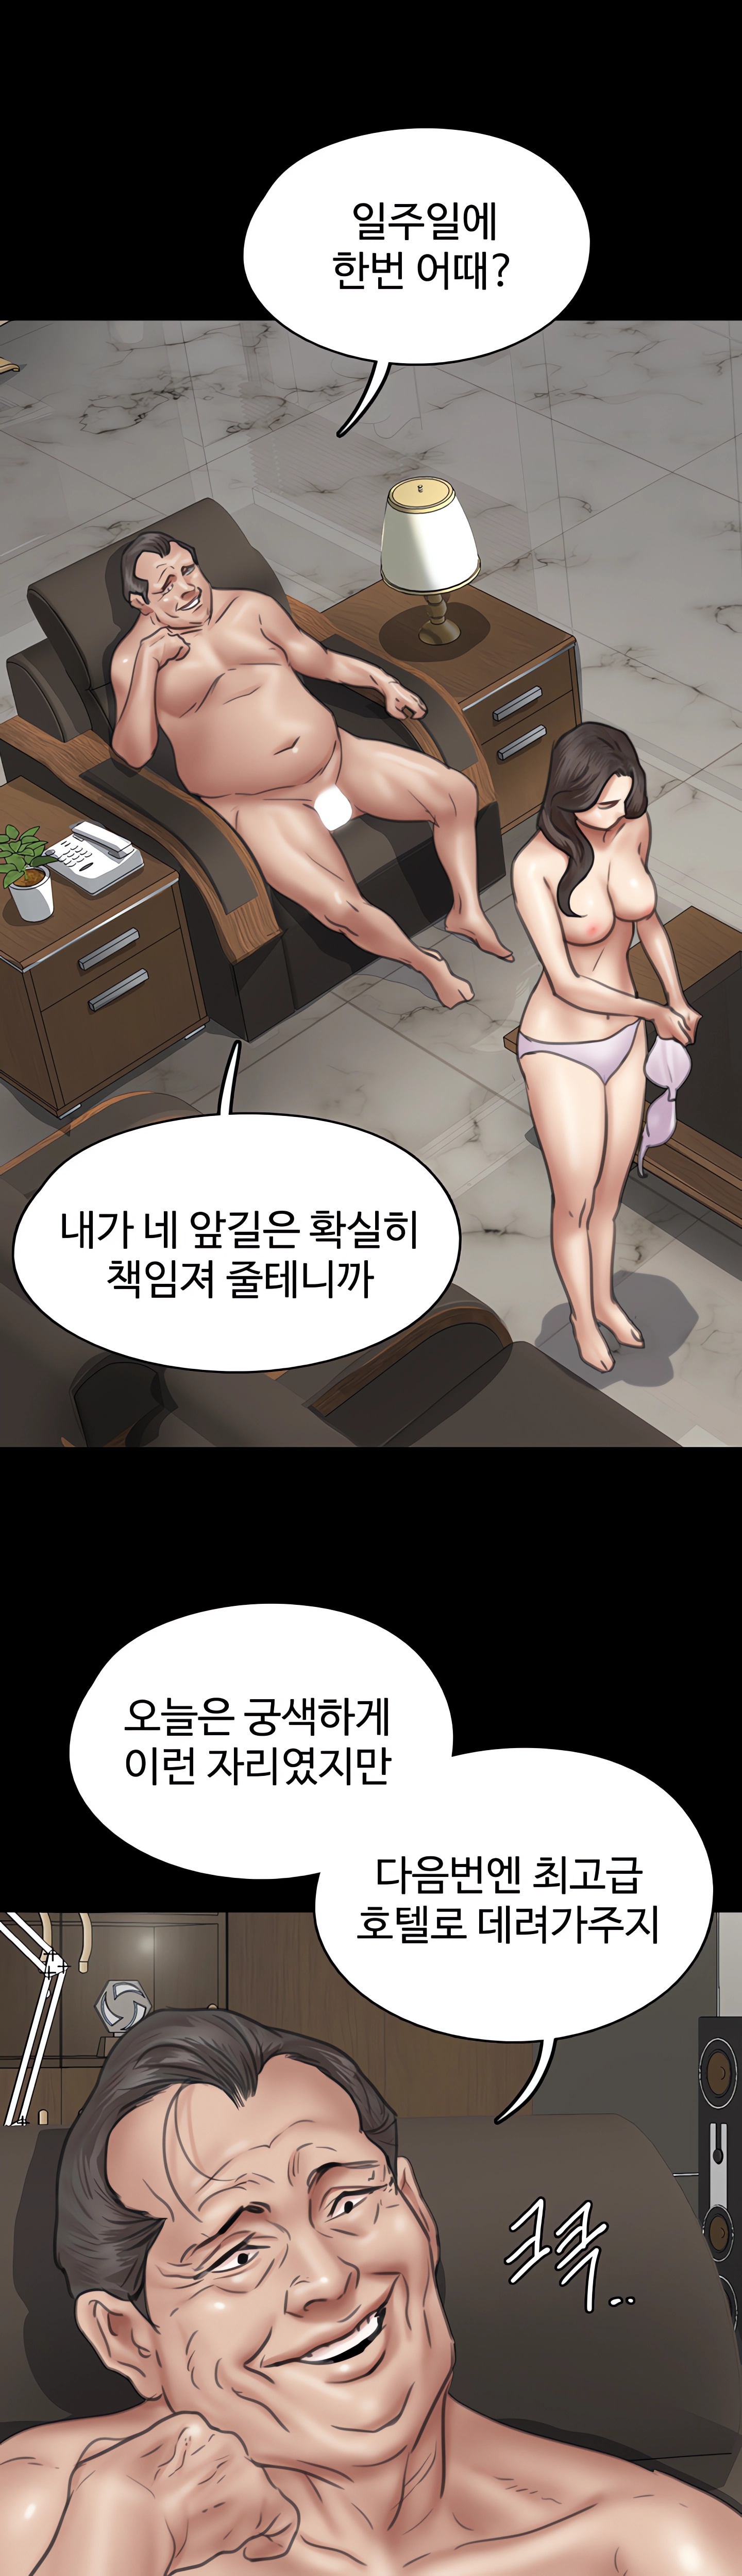 일주일에
한번 어때?
내가 네 앞길은 확실히
책임져 줄테니까
오늘은 궁색하게
이런 자리였지만
다음번엔 최고급
호텔로 데려가주지
큭큭..